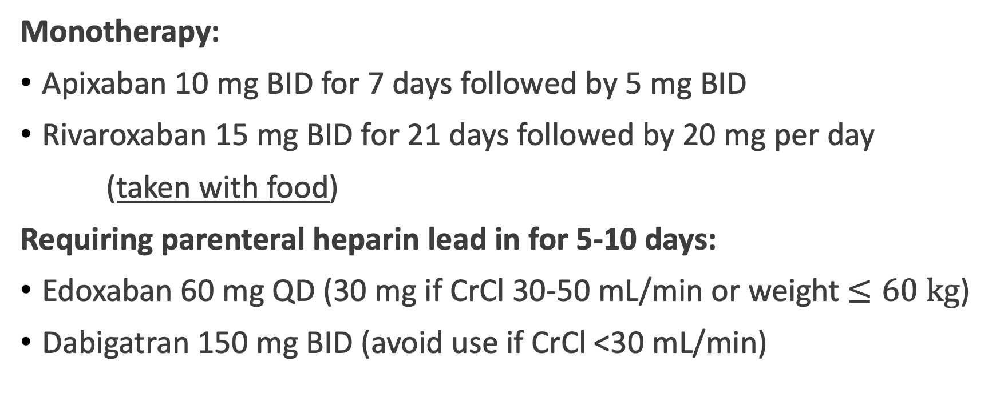 Monotherapy:
• Apixaban 10 mg BID for 7 days followed by 5 mg BID
• Rivaroxaban 15 mg BID for 21 days followed by 20 mg per day
(taken with food)
Requiring parenteral heparin lead in for 5-10 days:
• Edoxaban 60 mg QD (30 mg if CrCl 30-50 mL/min or weight ≤ 60 kg)
• Dabigatran 150 mg BID (avoid use if CrCl <30 mL/min)